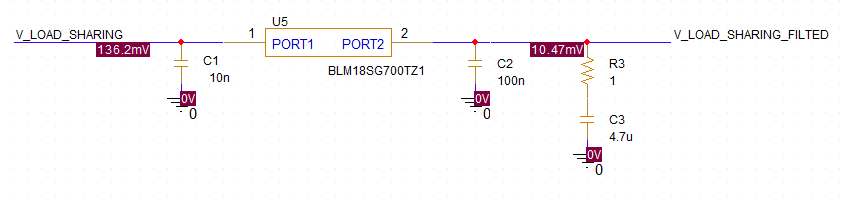 U5
V_LOAD_SHARING
1
2
V_LOAD_SHARING_FILTED
PORT1
PORT2
136.2mV
10.47mV
C1
10n
BLM18SG700TZ1
C2
100n
R3
1
0V
0
0V
0
C3
4.7u
0V
0